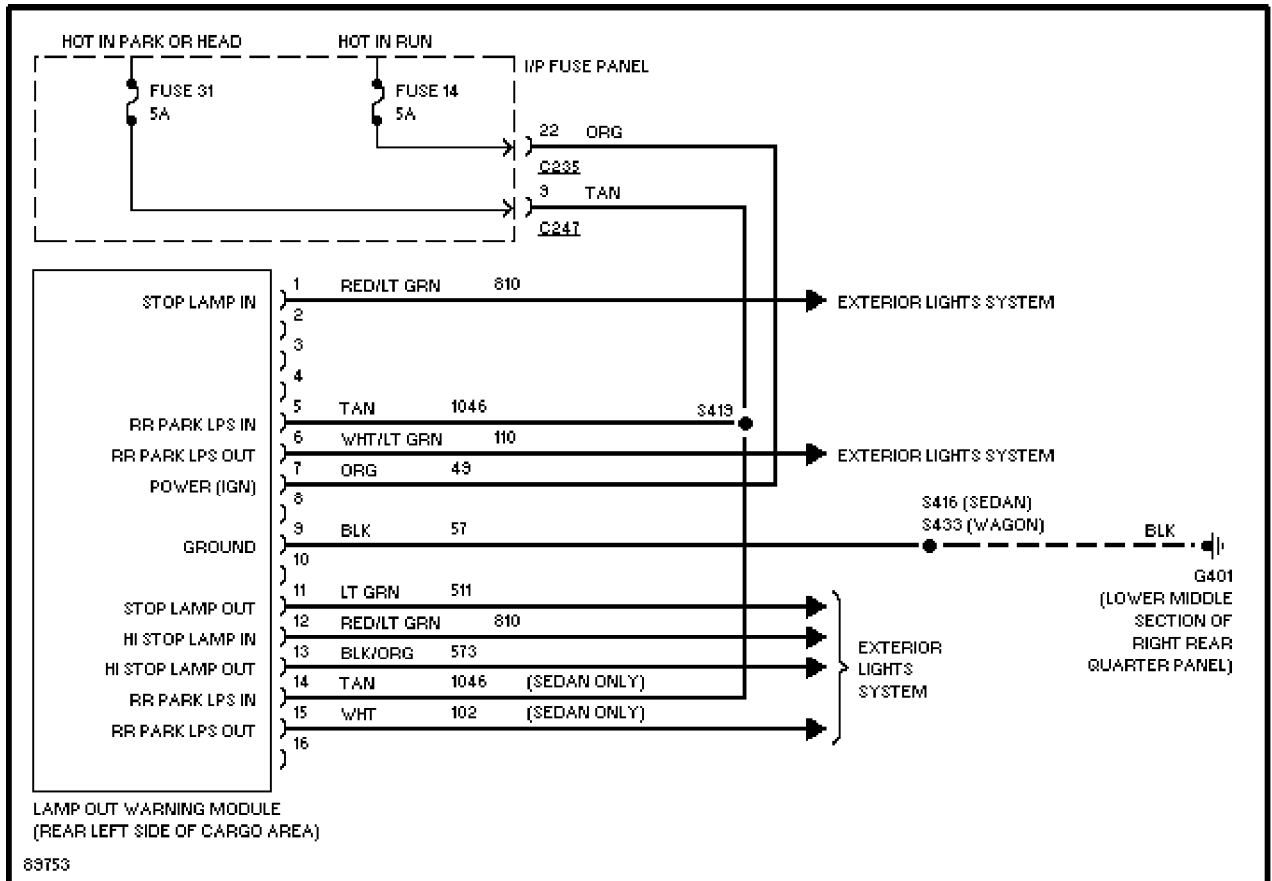 HOT IN PARK OR HEAD
HOT IN RUN
I/P FUSE PANEL
FUSE 31
5A
FUSE 14
5A
22 ORG
C235
9 TAN
C247
1 RED/LT GRN 810
STOP LAMP IN
EXTERIOR LIGHTS SYSTEM
2
3
4
5 TAN 1046 S419
RR PARK LPS IN
6 WHT/LT GRN 110
RR PARK LPS OUT
EXTERIOR LIGHTS SYSTEM
7 ORG 49
POWER (IGN)
8
S416 (SEDAN)
S433 (WAGON)
9 BLK 57
BLK
GROUND
10
G401
(LOWER MIDDLE
SECTION OF
RIGHT REAR
QUARTER PANEL)
11 LT GRN 511
STOP LAMP OUT
12 RED/LT GRN 810
HI STOP LAMP IN
13 BLK/ORG 573
HI STOP LAMP OUT
EXTERIOR
LIGHTS
SYSTEM
14 TAN 1046 (SEDAN ONLY)
RR PARK LPS IN
15 WHT 102 (SEDAN ONLY)
RR PARK LPS OUT
16
LAMP OUT WARNING MODULE
(REAR LEFT SIDE OF CARGO AREA)
89753